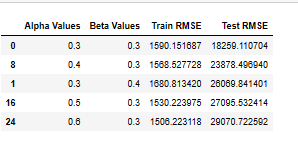 Alpha Values Beta Values Train RMSE Test RMSE
0 0.3 0.3 1590.151687 18259.110704
8 0.4 0.3 1568.527728 23878.496940
1 0.3 0.4 1680.813420 26069.841401
16 0.5 0.3 1530.223975 27095.532414
24 0.6 0.3 1506.223118 29070.722592